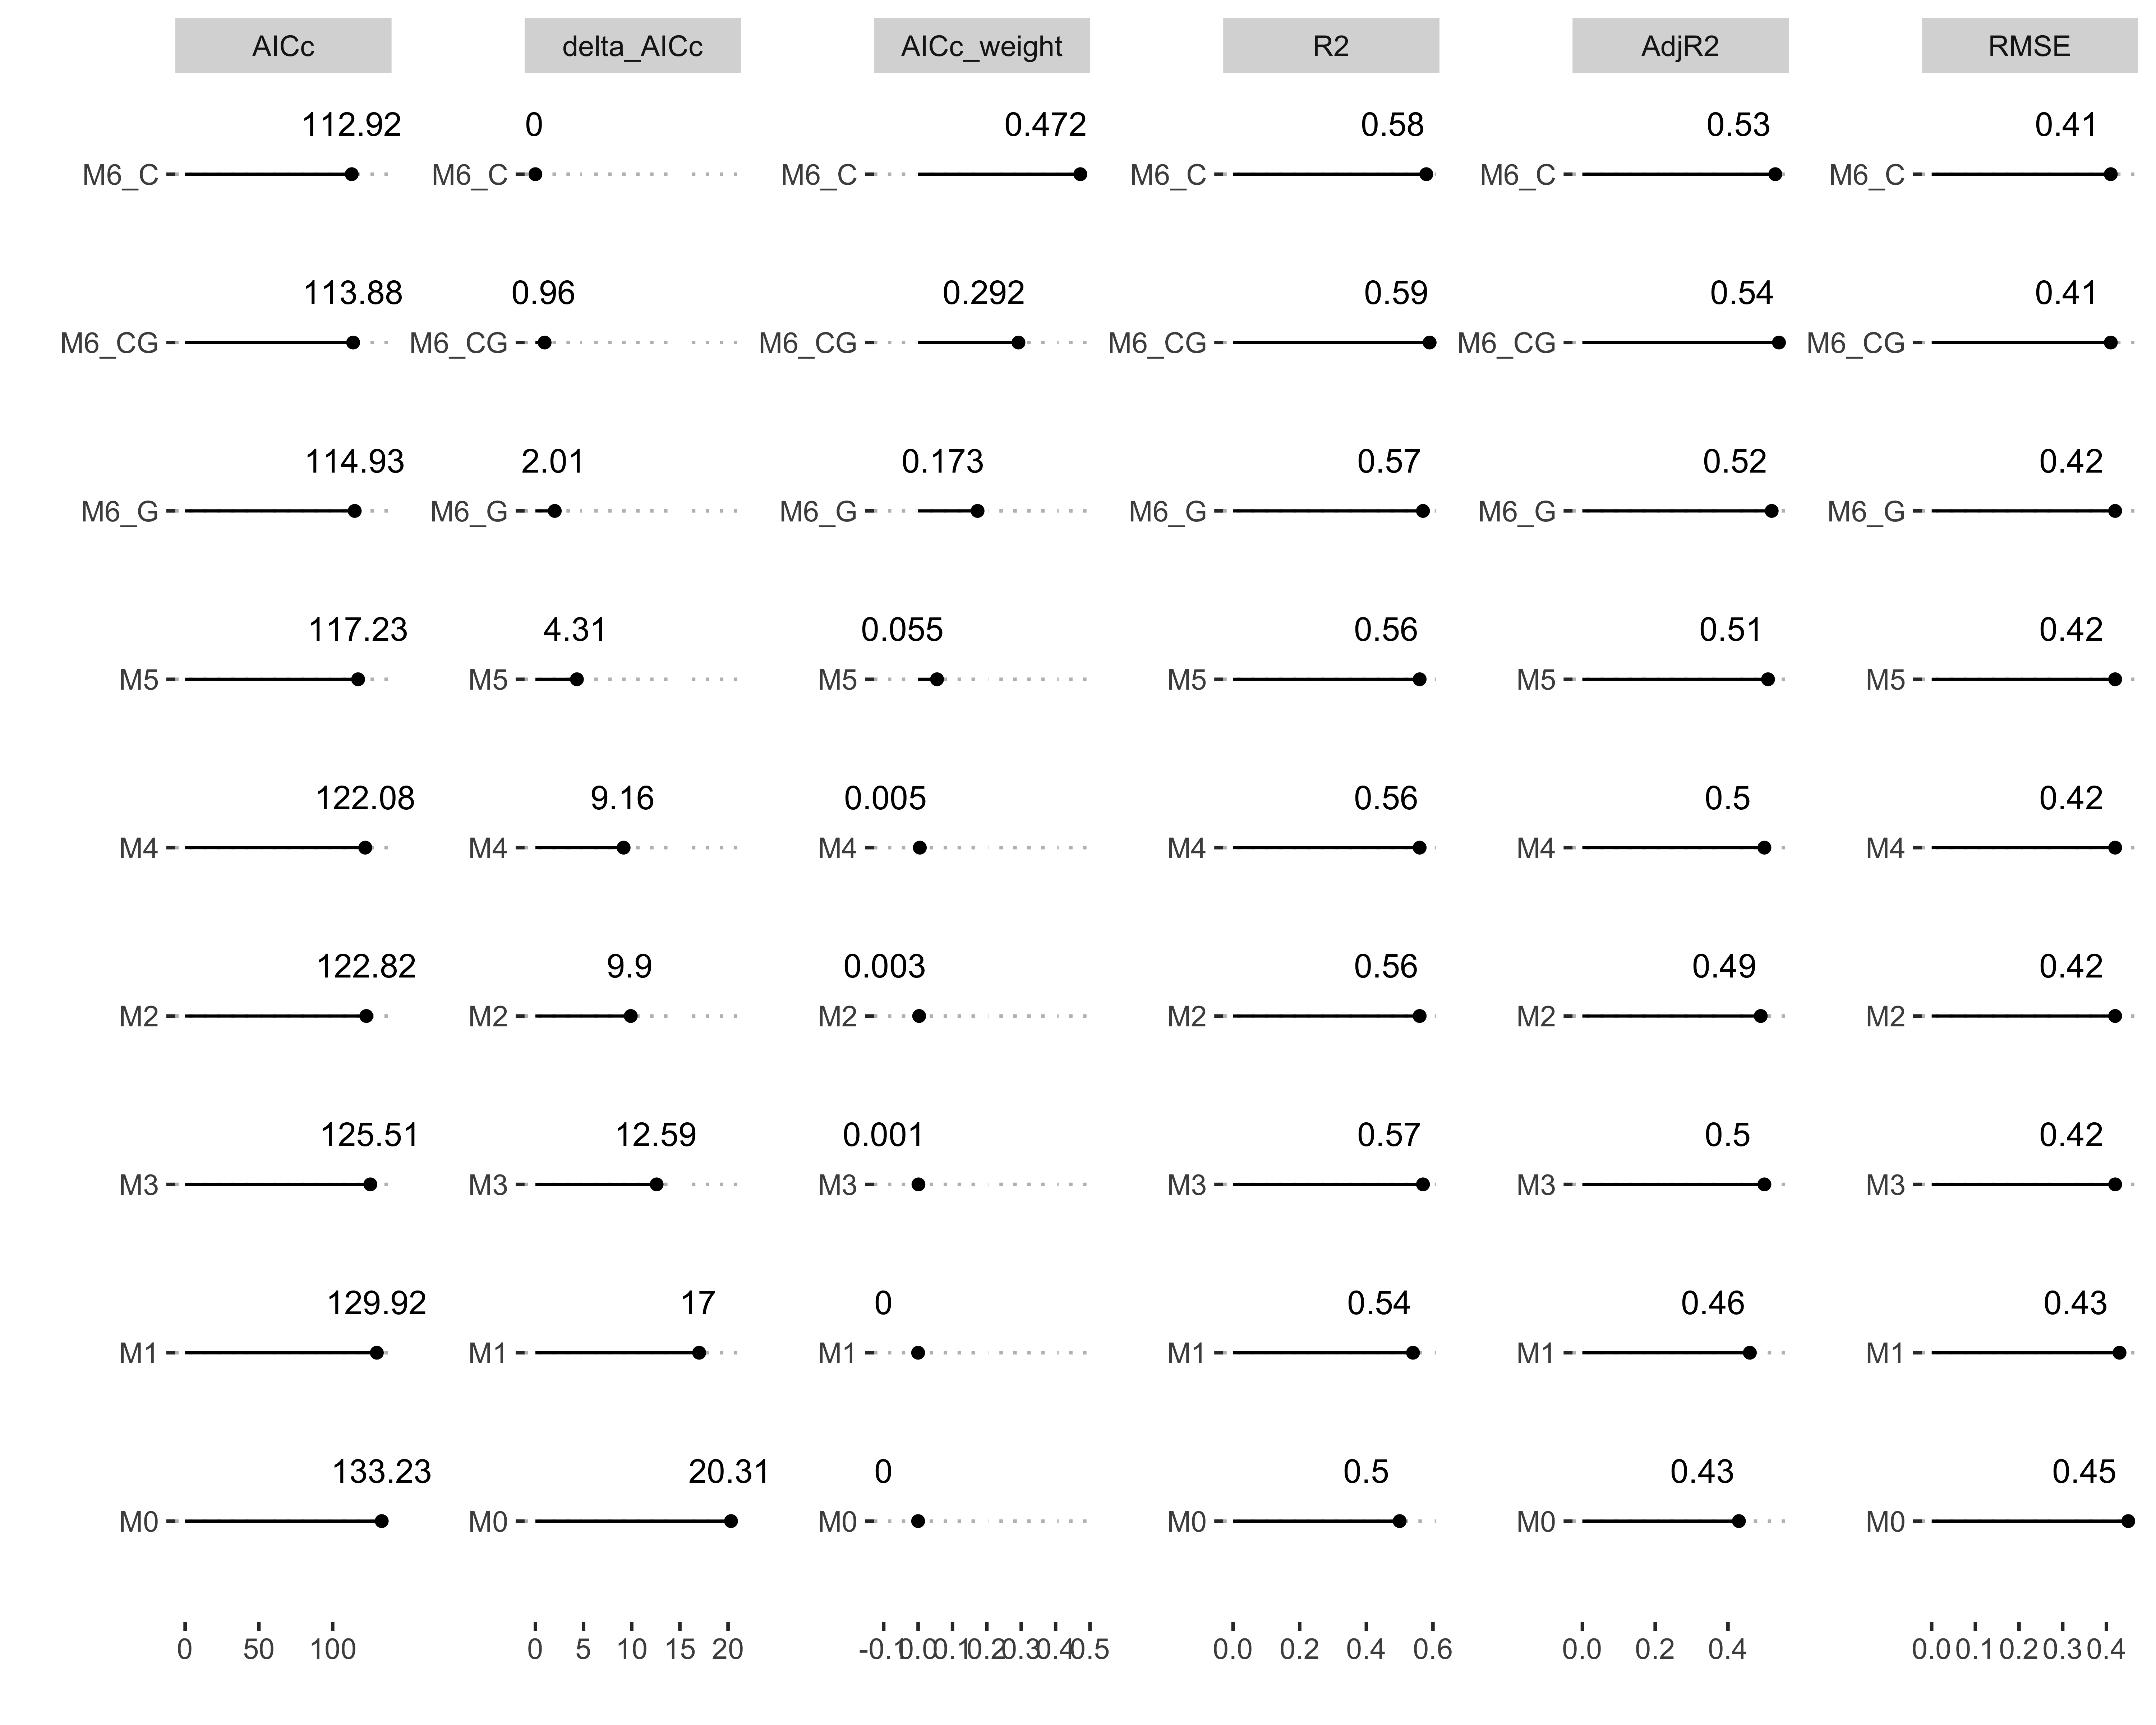 AICc delta_AICc AICc_weight R2 AdjR2 RMSE
112.92 0 0.472 0.58 0.53 0.41
M6_C M6_C M6_C M6_C M6_C M6_C
113.88 0.96 0.292 0.59 0.54 0.41
M6_CG M6_CG M6_CG M6_CG M6_CG M6_CG
114.93 2.01 0.173 0.57 0.52 0.42
M6_G M6_G M6_G M6_G M6_G M6_G
117.23 4.31 0.055 0.56 0.51 0.42
M5 M5 M5 M5 M5 M5
122.08 9.16 0.005 0.56 0.5 0.42
M4 M4 M4 M4 M4 M4
122.82 9.9 0.003 0.56 0.49 0.42
M2 M2 M2 M2 M2 M2
125.51 12.59 0.001 0.57 0.5 0.42
M3 M3 M3 M3 M3 M3
129.92 17 0 0.54 0.46 0.43
M1 M1 M1 M1 M1 M1
133.23 20.31 0 0.5 0.43 0.45
M0 M0 M0 M0 M0 M0
0 50 100 0 5 10 15 20 -0.1 0.0 0.1 0.2 0.3 0.4 0.5 0.0 0.2 0.4 0.6 0.0 0.2 0.4 0.0 0.1 0.2 0.3 0.4